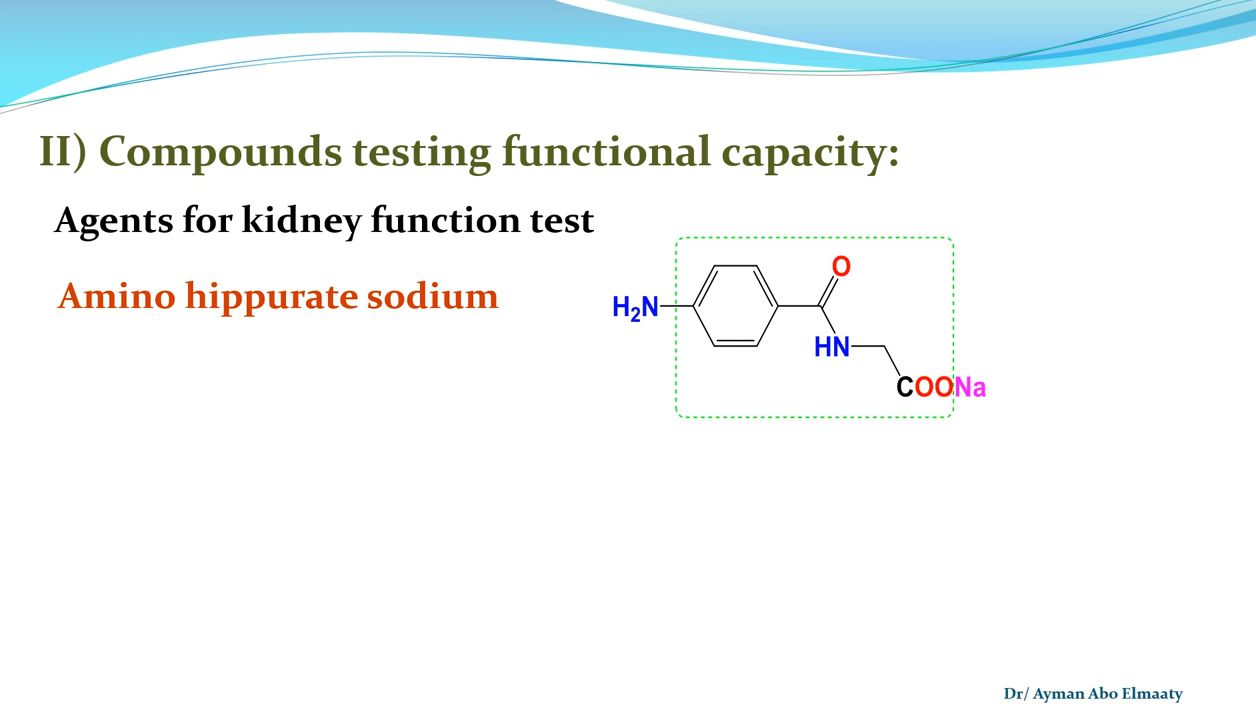 II) Compounds testing functional capacity:
Agents for kidney function test
Amino hippurate sodium
O
H₂N
HN
COONa
Dr/ Ayman Abo Elmaaty